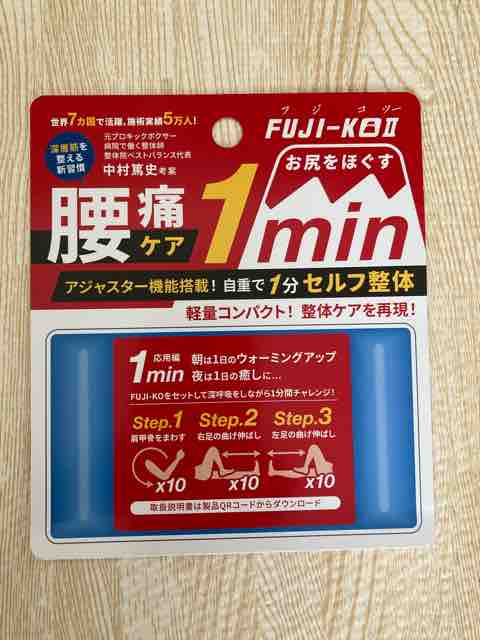 世界7カ国で活躍,施術実績5万人!
深層筋を
整える
新習慣
元プロキックボクサー
病院で働く整体師
整体院ベストバランス代表
中村篤史考案
フジ コツー
FUJI-KOⅡ
お尻をほぐす
腰痛
ケア
1min
アジャスター機能搭載!自重で1分セルフ整体
軽量コンパクト!整体ケアを再現!
1min
応用編
朝は1日のウォーミングアップ
夜は1日の癒しに…
FUJI-KOをセットして深呼吸をしながら1分間チャレンジ!
Step.1
肩甲骨をまわす
x10
Step.2
右足の曲げ伸ばし
x10
Step.3
左足の曲げ伸ばし
x10
取扱説明書は製品QRコードからダウンロード